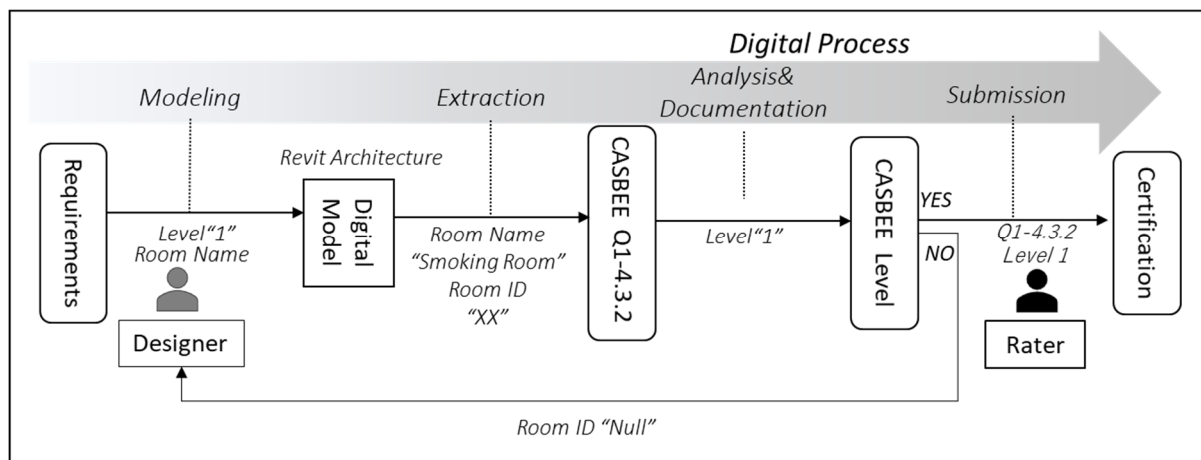 Digital Process
Modeling
Extraction
Analysis&
Documentation
Submission
Requirements
Revit Architecture
Digital
Model
CASBEE Q1-4.3.2
CASBEE Level
Certification
Level“1”
Room Name
Designer
Room Name
“Smoking Room”
Room ID
“XX”
Level“1”
YES
NO
Q1-4.3.2
Level 1
Rater
Room ID “Null”